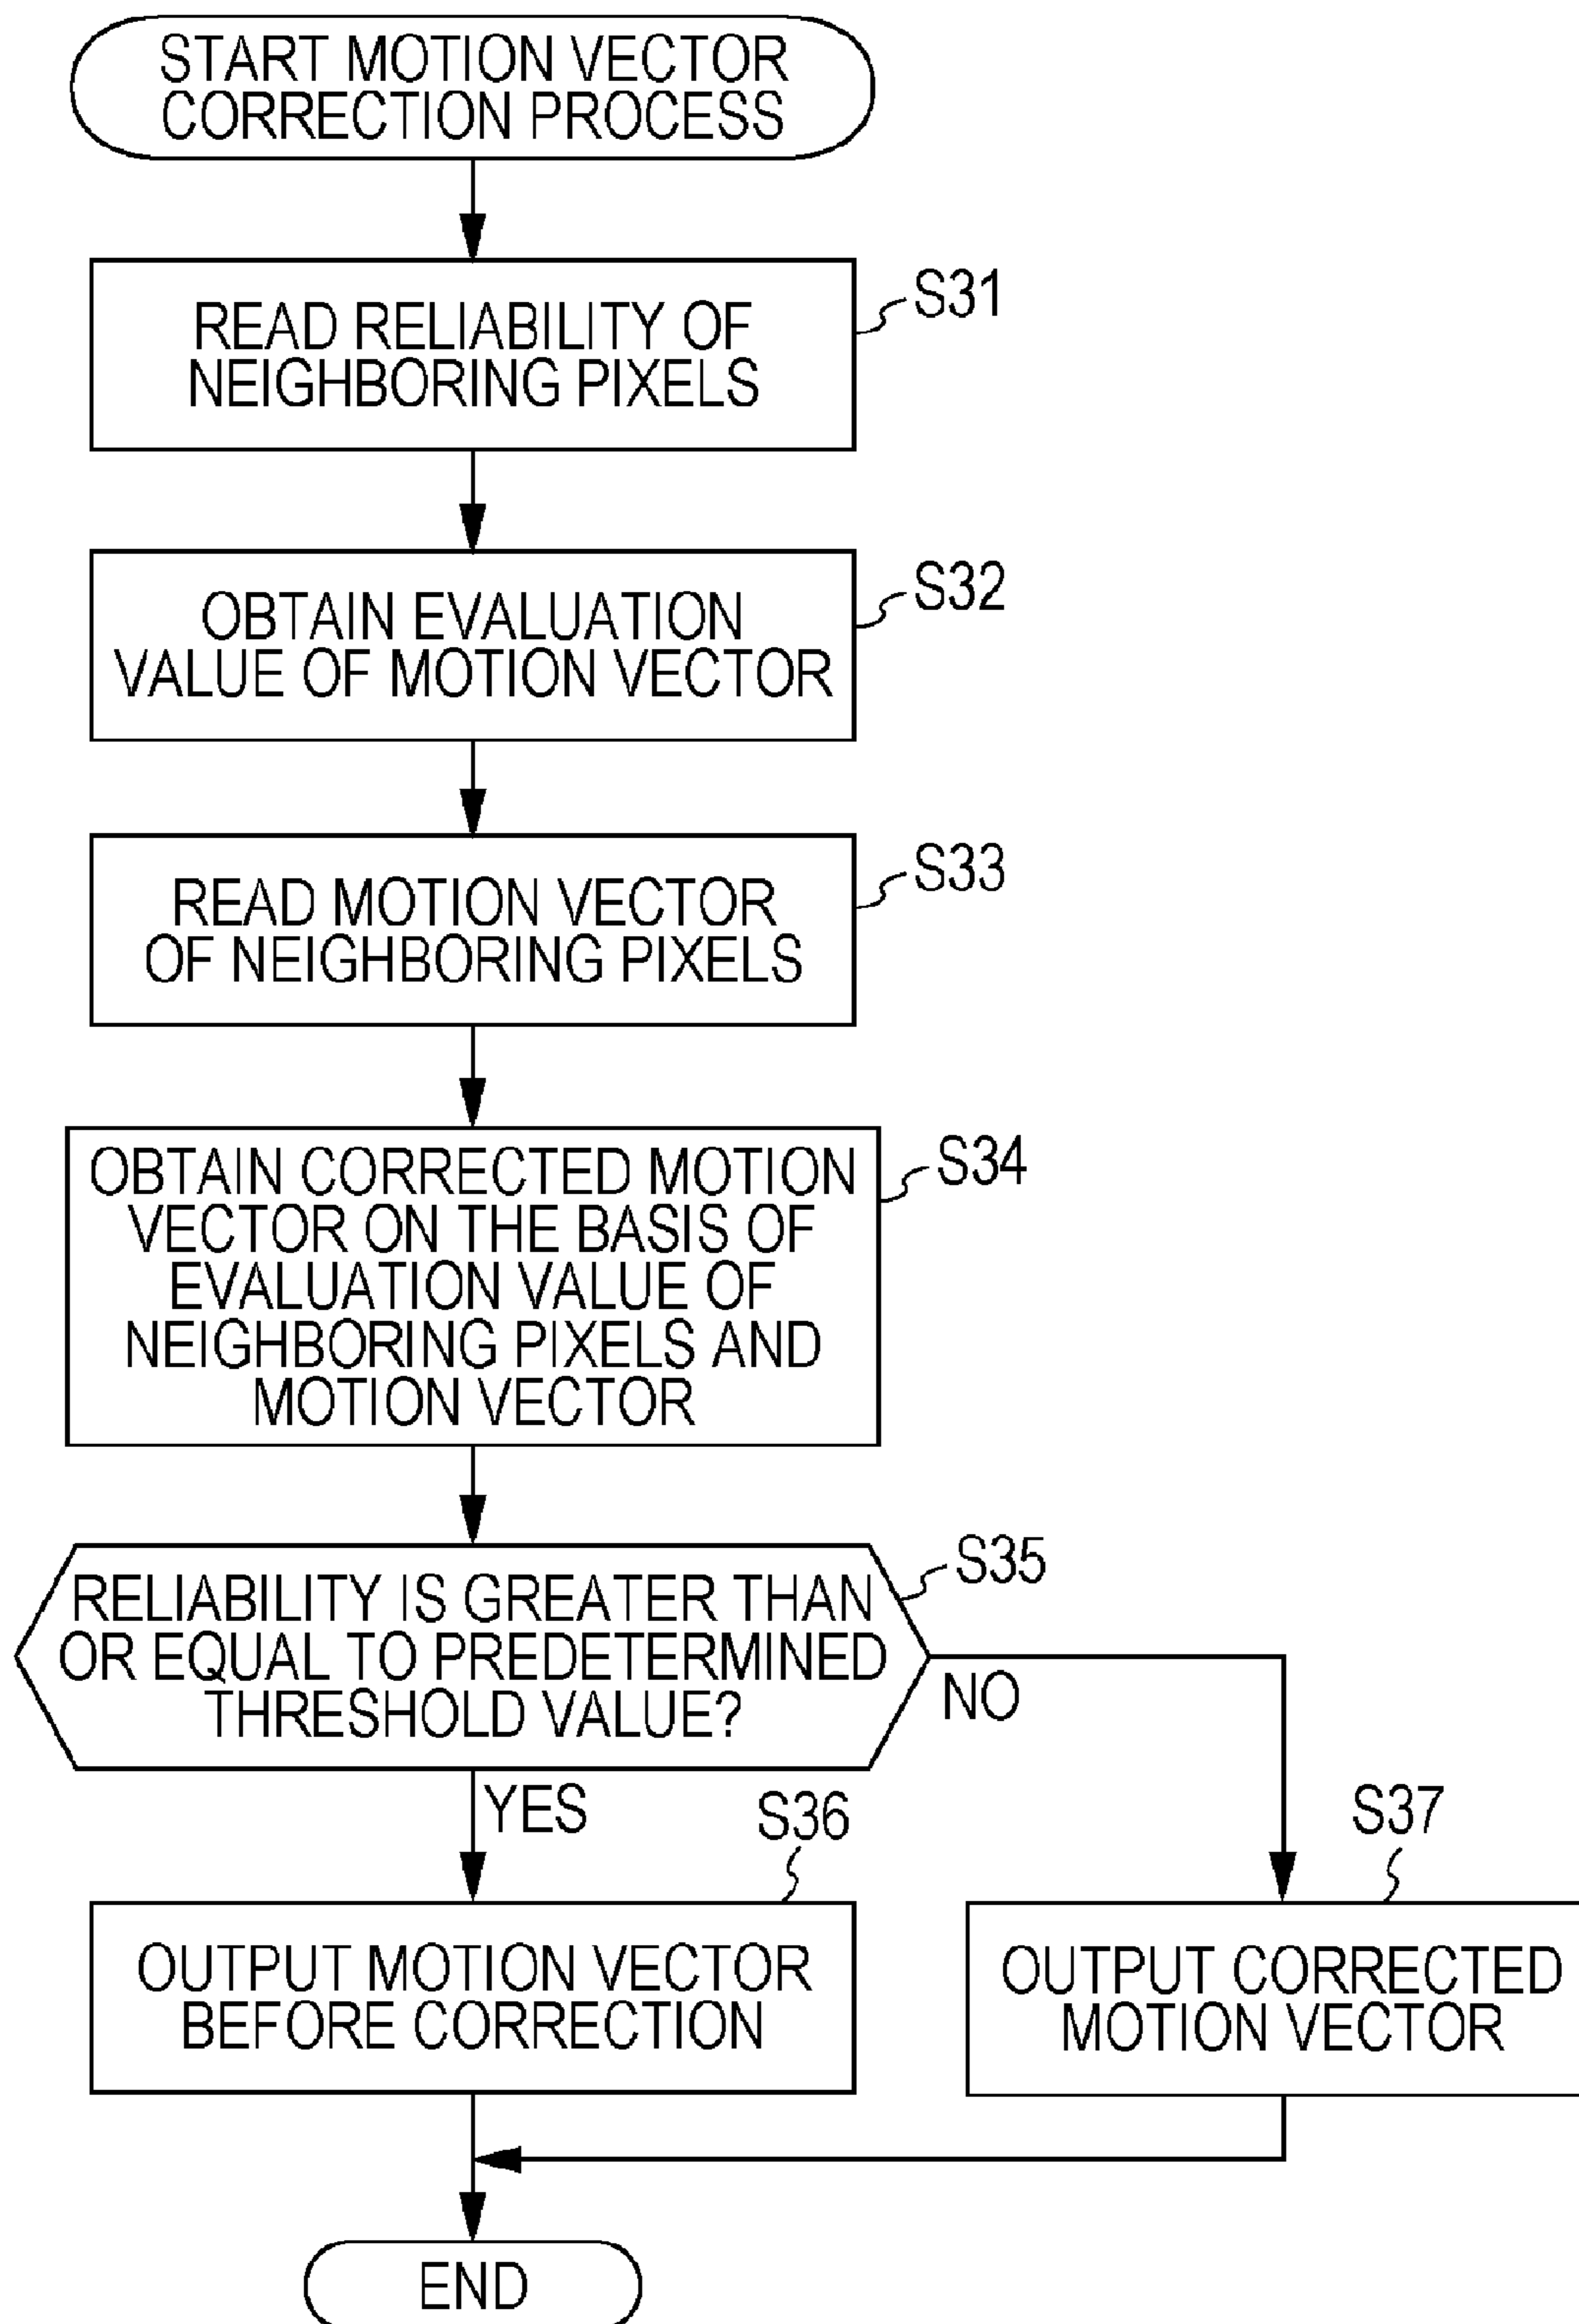 START MOTION VECTOR
CORRECTION PROCESS
READ RELIABILITY OF
NEIGHBORING PIXELS
S31
OBTAIN EVALUATION
VALUE OF MOTION VECTOR
S32
READ MOTION VECTOR
OF NEIGHBORING PIXELS
S33
OBTAIN CORRECTED MOTION
VECTOR ON THE BASIS OF
EVALUATION VALUE OF
NEIGHBORING PIXELS AND
MOTION VECTOR
S34
RELIABILITY IS GREATER THAN
OR EQUAL TO PREDETERMINED
THRESHOLD VALUE?
S35
NO
YES
S36
S37
OUTPUT MOTION VECTOR
BEFORE CORRECTION
OUTPUT CORRECTED
MOTION VECTOR
END